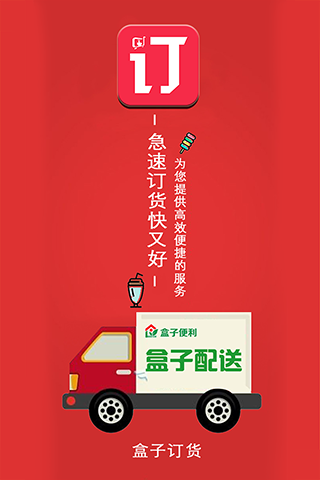 订
急速订货快又好
为您提供高效便捷的服务
盒子便利
盒子配送
盒子订货